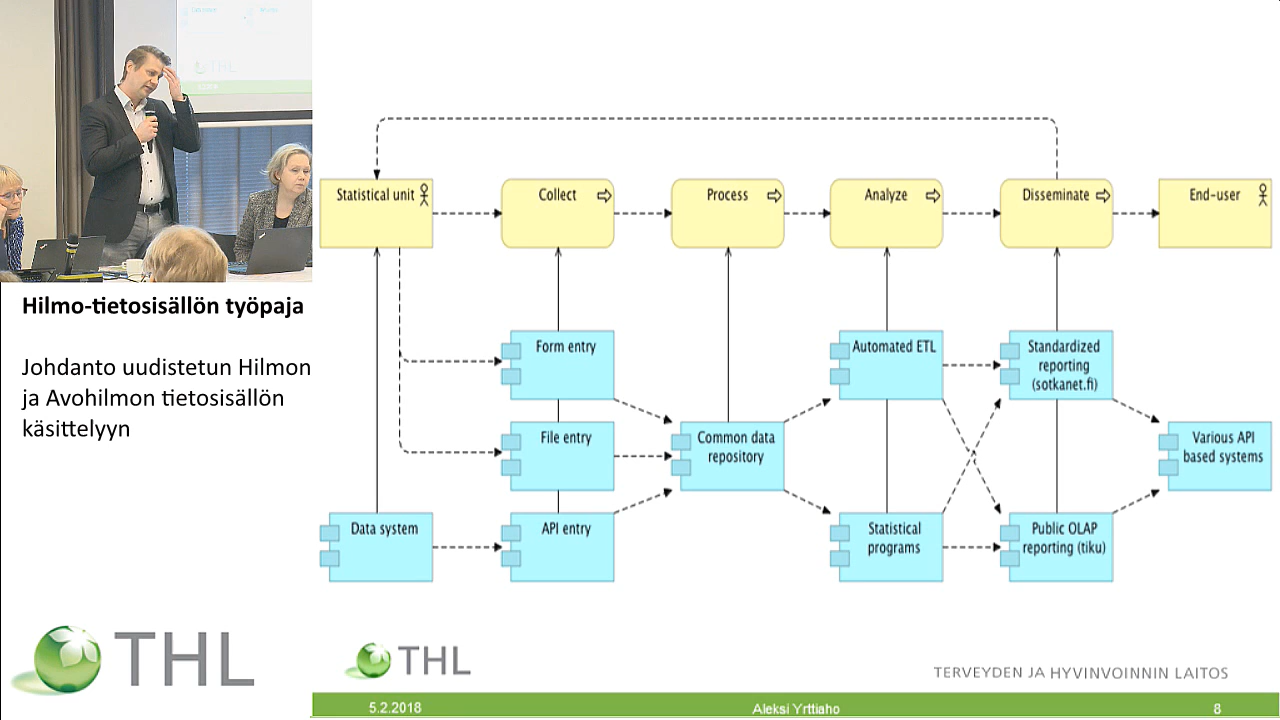 THL
Statistical unit
Collect
Process
Analyze
Disseminate
End-user
Form entry
Automated ETL
Standardized
reporting
(sotkanet.fi)
File entry
Common data
repository
Various API
based systems
Data system
API entry
Statistical
programs
Public OLAP
reporting (tiku)
Hilmo-tietosisällön työpaja
Johdanto uudistetun Hilmon
ja Avohilmon tietosisällön
käsittelyyn
THL
THL
TERVEYDEN JA HYVINVOINNIN LAITOS
5.2.2018
Aleksi Yrttiaho
8